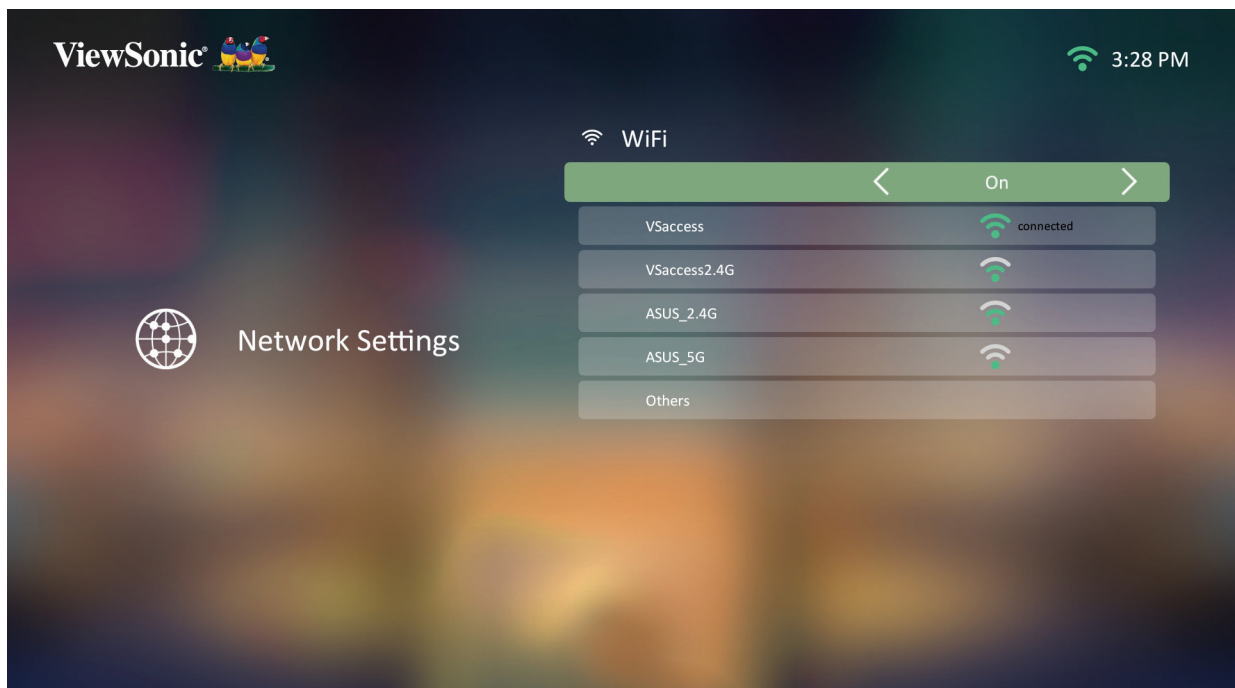 ViewSonic®
3:28 PM
WiFi
On
VSaccess connected
VSaccess2.4G
ASUS_2.4G
Network Settings
ASUS_5G
Others